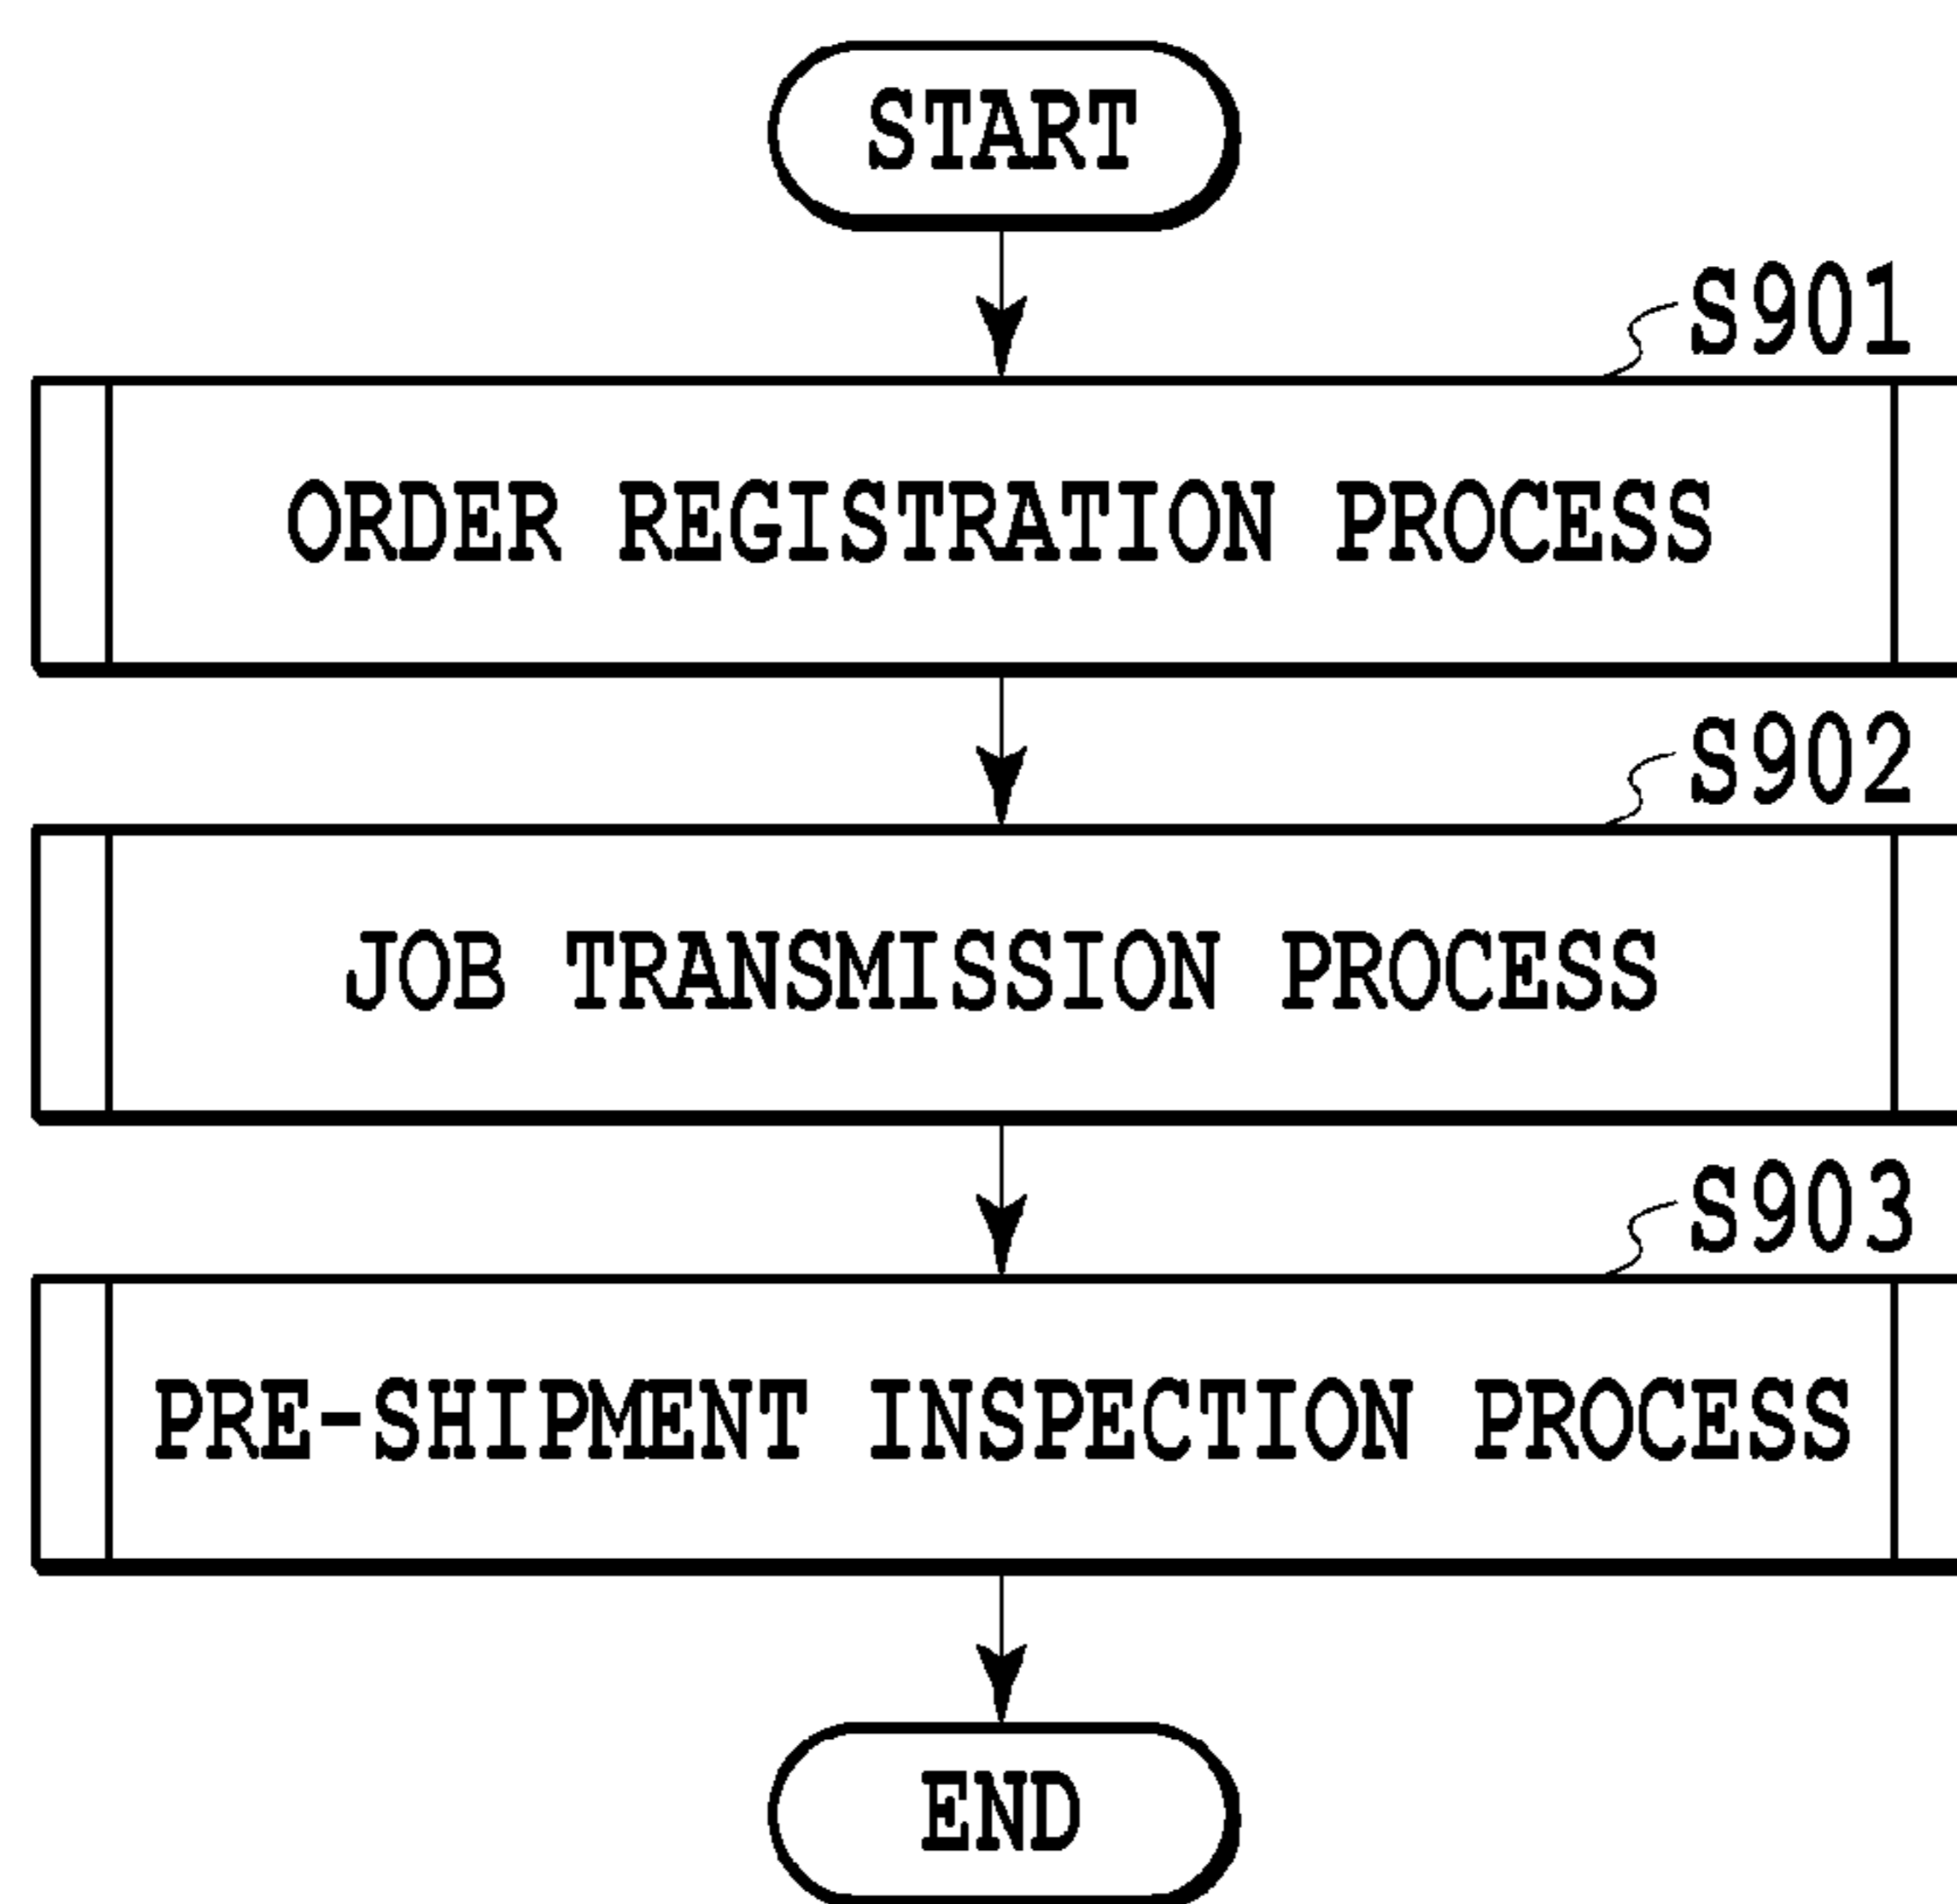 START
S901
ORDER REGISTRATION PROCESS
S902
JOB TRANSMISSION PROCESS
S903
PRE-SHIPMENT INSPECTION PROCESS
END